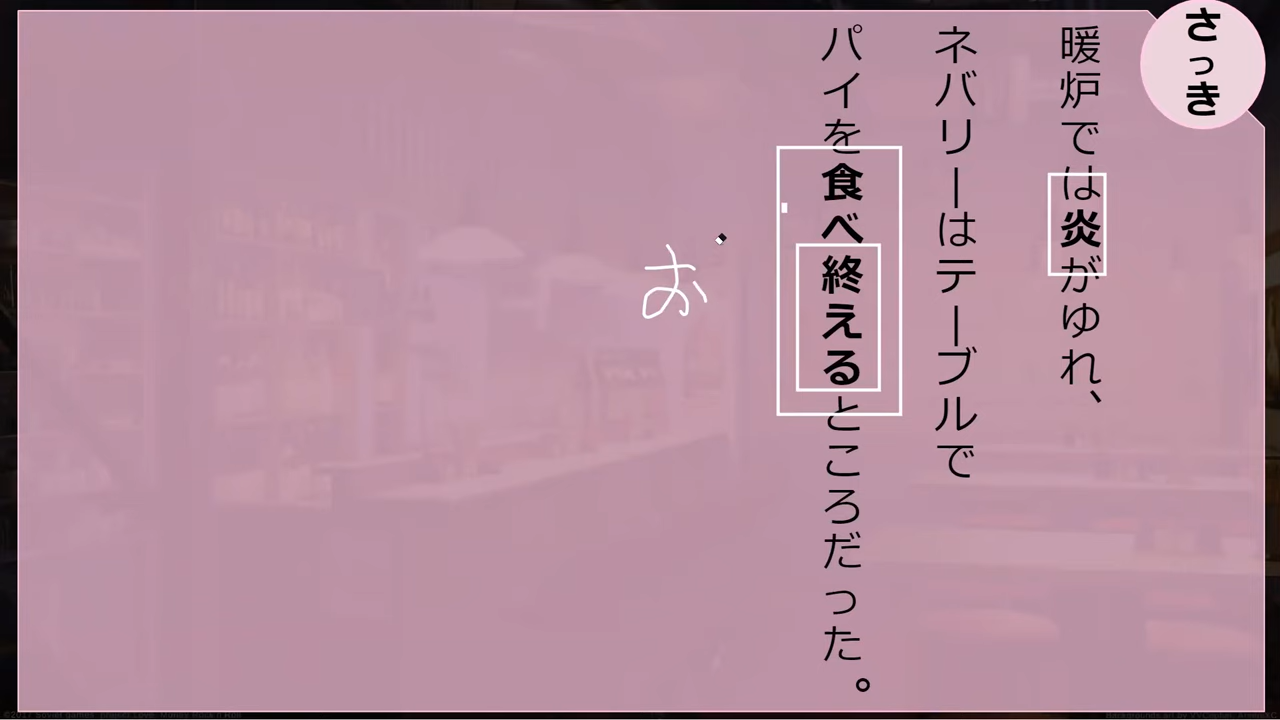 さっき
暖炉では炎がゆれ、
ネバリーはテーブルで
パイを食べ終えるところだった。
お